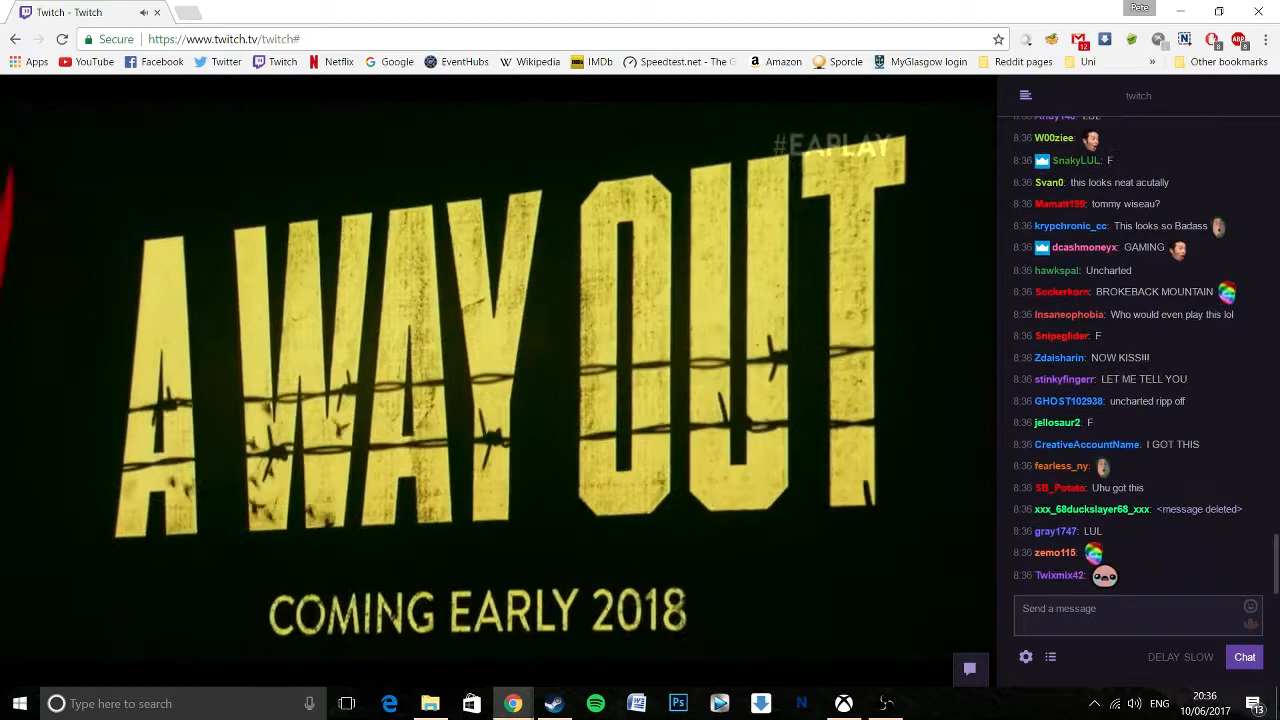 Twitch - Twitch
Pete
Secure
https://www.twitch.tv/twitch#
12
8
8
Apps
YouTube
Facebook
Twitter
Twitch
Netflix
Google
EventHubs
Wikipedia
IMDb
Speedtest.net - The G
Amazon
Sporcle
MyGlasgow login
Reddit pages
Uni
»
Other bookmarks
#EAPLAY
A WAY OUT
COMING EARLY 2018
twitch
8:36 W00ziee:
8:36 SnakyLUL: F
8:36 Svan0: this looks neat acutally
8:36 Mamatt199: tommy wiseau?
8:36 krypchronic_cc: This looks so Badass
8:36 dcashmoneyx: GAMING
8:36 hawkspal: Uncharted
8:36 Sockerkorn: BROKEBACK MOUNTAIN
8:36 Insaneophobia: Who would even play this lol
8:36 Snipeglider: F
8:36 Zdaisharin: NOW KISS!!!
8:36 stinkyfingerr: LET ME TELL YOU
8:36 GHOST102938: uncharted ripp off
8:36 jellosaur2: F
8:36 CreativeAccountName: I GOT THIS
8:36 fearless_ny:
8:36 SB_Potato: Uhu got this
8:36 xxx_68duckslayer68_xxx: <message deleted>
8:36 gray1747: LUL
8:36 zemo115:
8:36 Twixmix42:
Send a message
DELAY SLOW
Chat
Type here to search
Ps
ENG
20:36
10/06/2017
13